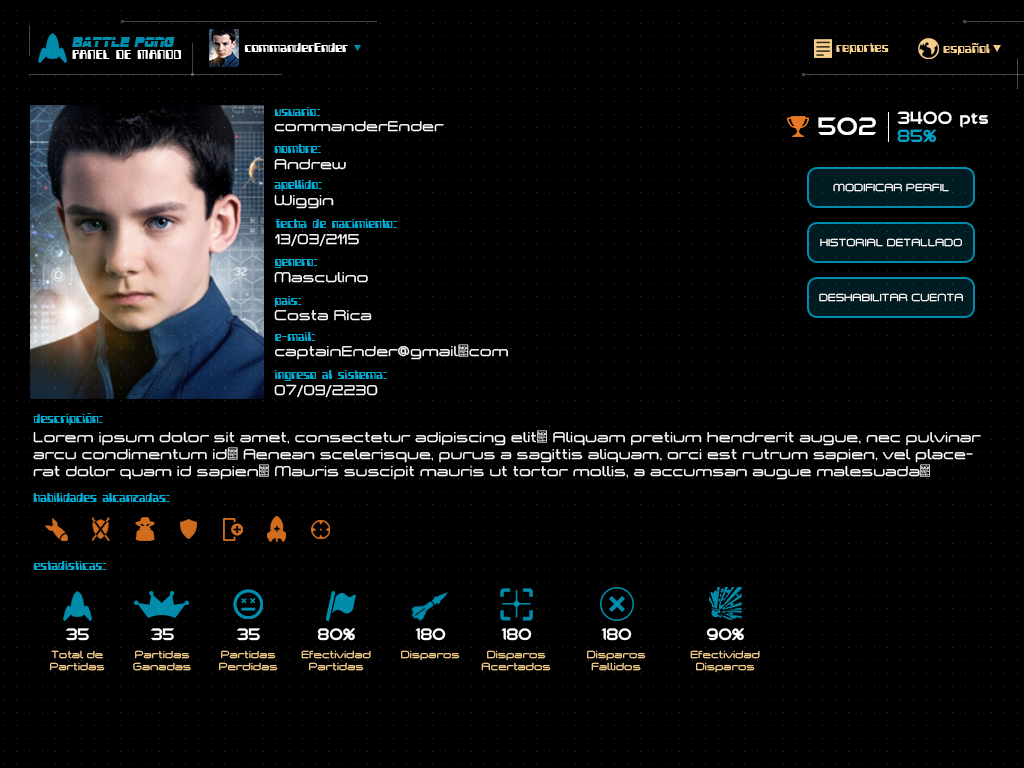 BATTLE PONG
PANEL DE MANDO
commanderEnder
reportes
español
usuario:
commanderEnder
nombre:
Andrew
apellido:
Wiggin
fecha de nacimiento:
13/03/2115
genero:
Masculino
pais:
Costa Rica
e-mail:
captainEnder@gmail▯com
ingreso al sistema:
07/09/2230
502
3400 pts
85%
MODIFICAR PERFIL
HISTORIAL DETALLADO
DESHABILITAR CUENTA
32
descripción:
Lorem ipsum dolor sit amet, consectetur adipiscing elit▯ Aliquam pretium hendrerit augue, nec pulvinar
arcu condimentum id▯ Aenean scelerisque, purus a sagittis aliquam, orci est rutrum sapien, vel place-
rat dolor quam id sapien▯ Mauris suscipit mauris ut tortor mollis, a accumsan augue malesuada▯
habilidades alcanzadas:
estadisticas:
35
Total de
Partidas
35
Partidas
Ganadas
35
Partidas
Perdidas
80%
Efectividad
Partidas
180
Disparos
180
Disparos
Acertados
180
Disparos
Fallidos
90%
Efectividad
Disparos